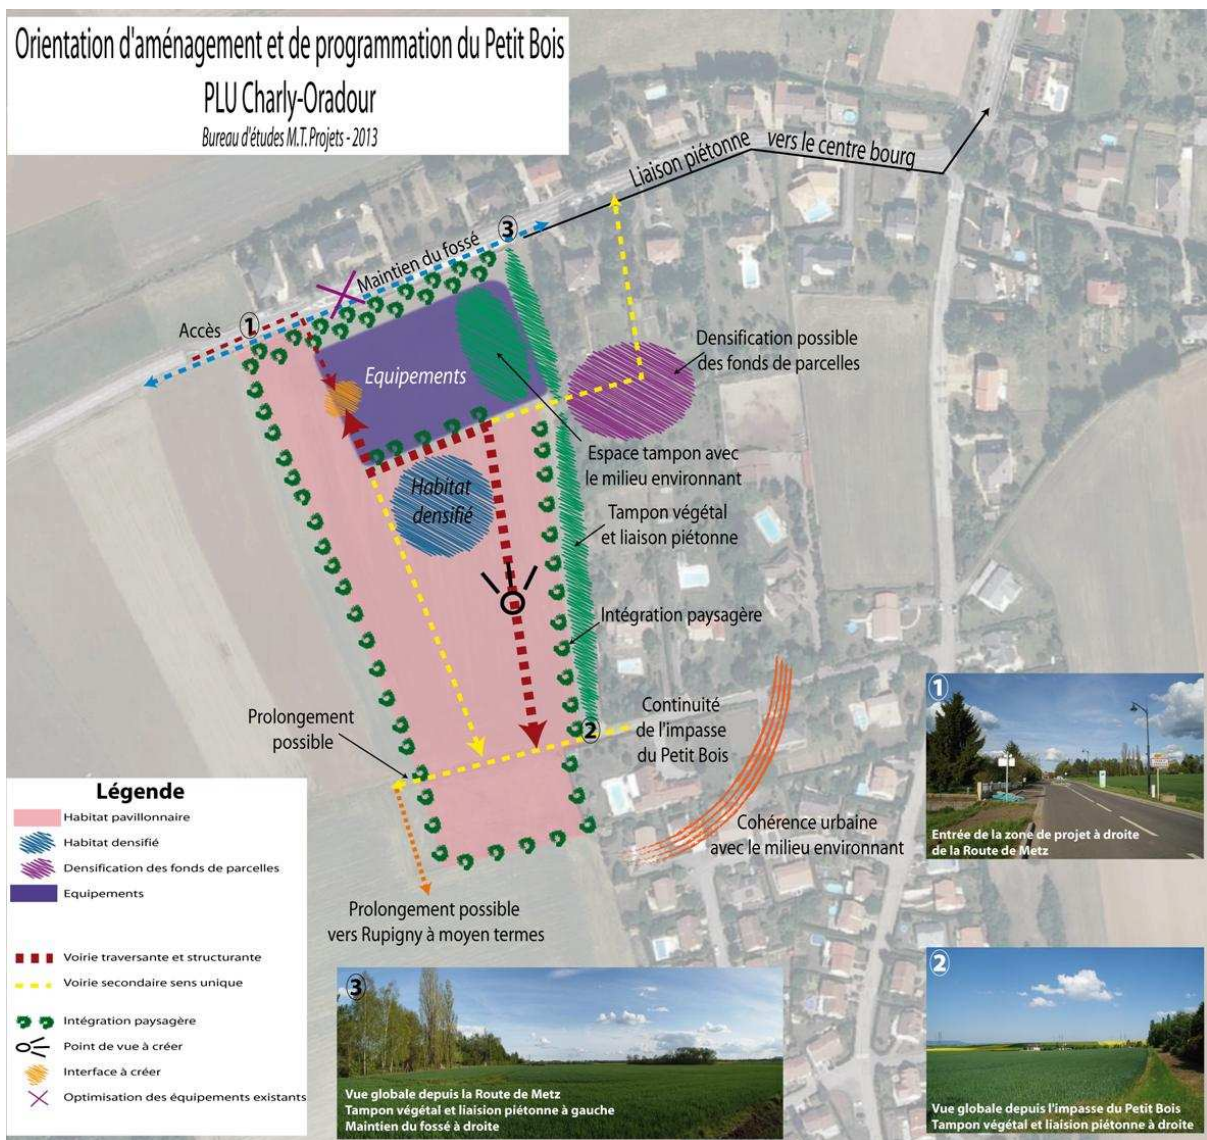 Orientation d'aménagement et de programmation du Petit Bois
PLU Charly-Oradour
Bureau d'études M.T.Projets - 2013
Liaison piétonne vers le centre bourg
3
Maintien du fossé
1
Accès
Equipements
Densification possible
des fonds de parcelles
Espace tampon avec
le milieu environnant
Habitat
densifié
Tampon végétal
et liaison piétonne
Intégration paysagère
Prolongement
possible
2
Continuité
de l'impasse
du Petit Bois
Cohérence urbaine
avec le milieu environnant
Prolongement possible
vers Rupigny à moyen termes
Légende
Habitat pavillonnaire
Habitat densifié
Densification des fonds de parcelles
Equipements
Voirie traversante et structurante
Voirie secondaire sens unique
Intégration paysagère
Point de vue à créer
Interface à créer
Optimisation des équipements existants
1
Entrée de la zone de projet à droite
de la Route de Metz
3
Vue globale depuis la Route de Metz
Tampon végétal et liaision piétonne à gauche
Maintien du fossé à droite
2
Vue globale depuis l'impasse du Petit Bois
Tampon végétal et liaision piétonne à droite